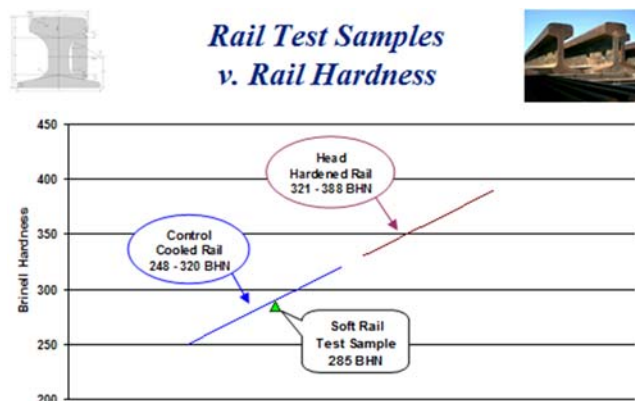 Rail Test Samples
v. Rail Hardness
450
400
350
300
250
200
Brinell Hardness
Head
Hardened Rail
321 - 388 BHN
Control
Cooled Rail
248 - 320 BHN
Soft Rail
Test Sample
285 BHN